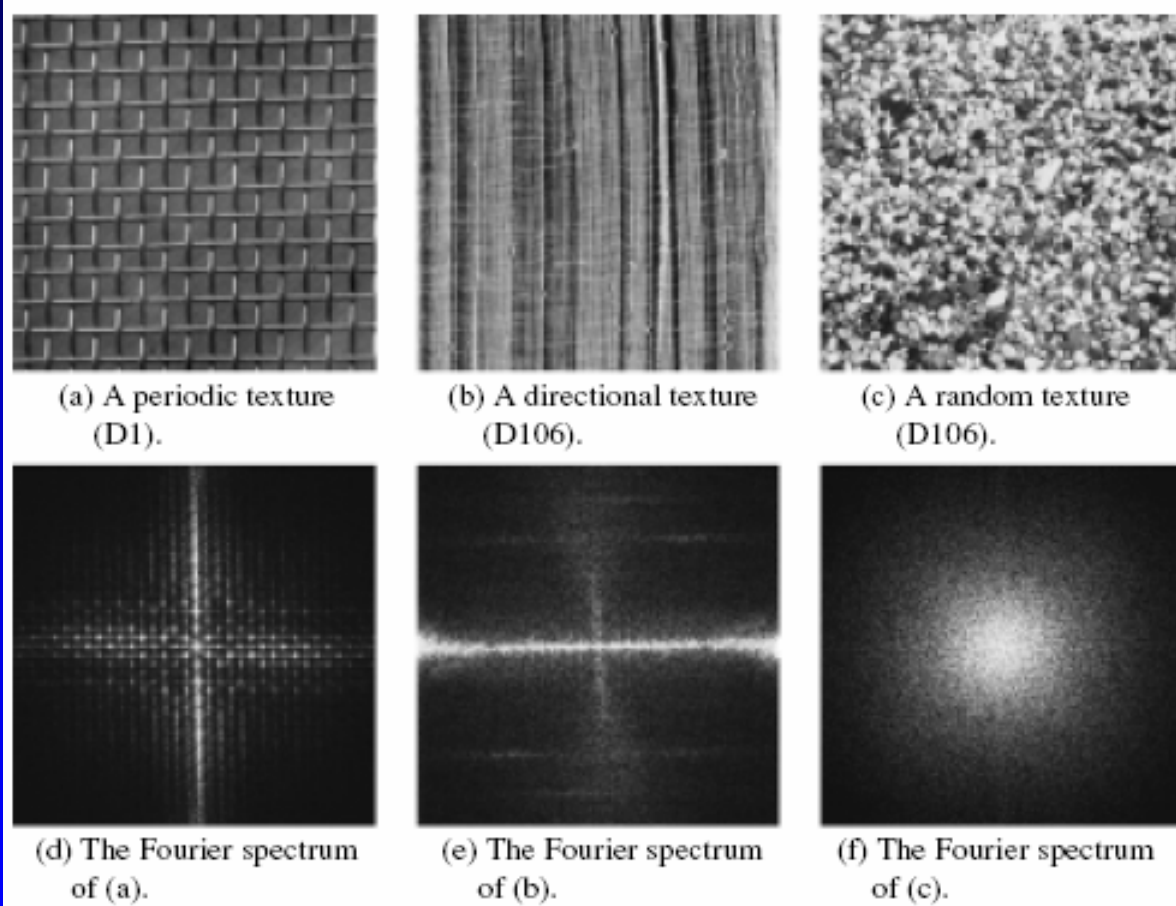 (a) A periodic texture
(D1).
(b) A directional texture
(D106).
(c) A random texture
(D106).
(d) The Fourier spectrum
of (a).
(e) The Fourier spectrum
of (b).
(f) The Fourier spectrum
of (c).